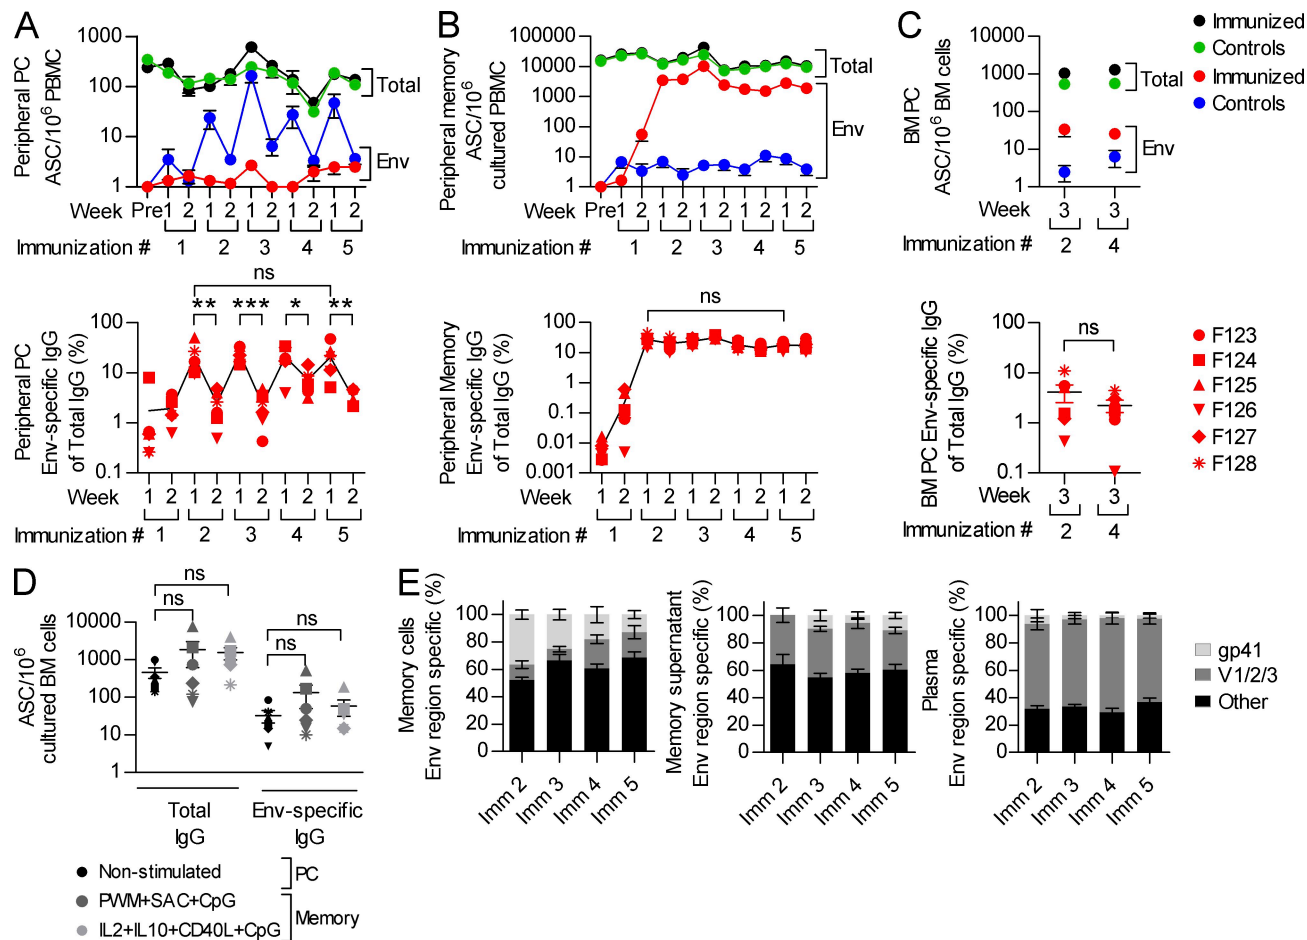 A
Peripheral PC
ASC/10⁶ PBMC
1000
100
10
1
Total
Env
Week Pre 1 2 1 2 1 2 1 2 1 2
Immunization # 1 2 3 4 5
B
Peripheral memory
ASC/10⁶
cultured PBMC
100000
10000
1000
100
10
1
Total
Env
Week Pre 1 2 1 2 1 2 1 2 1 2
Immunization # 1 2 3 4 5
C
BM PC
ASC/10⁶ BM cells
10000
1000
100
10
1
Total
Env
Week 3 3
Immunization # 2 4
Immunized
Controls
Immunized
Controls
Peripheral PC
Env-specific IgG
of Total IgG (%)
100
10
1
0.1
ns
** *** * **
Week 1 2 1 2 1 2 1 2 1 2
Immunization # 1 2 3 4 5
Peripheral Memory
Env-specific IgG
of Total IgG (%)
100
10
1
0.1
0.01
0.001
ns
Week 1 2 1 2 1 2 1 2 1 2
Immunization # 1 2 3 4 5
BM PC Env-specific IgG
of Total IgG (%)
100
10
1
0.1
ns
Week 3 3
Immunization # 2 4
F123
F124
F125
F126
F127
F128
D
ASC/10⁶
cultured BM cells
10000
1000
100
10
1
ns
ns
ns
ns
Total
IgG
Env-specific
IgG
Non-stimulated
PC
PWM+SAC+CpG
IL2+IL10+CD40L+CpG
Memory
E
Memory cells
Env region specific (%)
100
80
60
40
20
0
Imm 2 Imm 3 Imm 4 Imm 5
Memory supernatant
Env region specific (%)
100
80
60
40
20
0
Imm 2 Imm 3 Imm 4 Imm 5
Plasma
Env region specific (%)
100
80
60
40
20
0
Imm 2 Imm 3 Imm 4 Imm 5
gp41
V1/2/3
Other